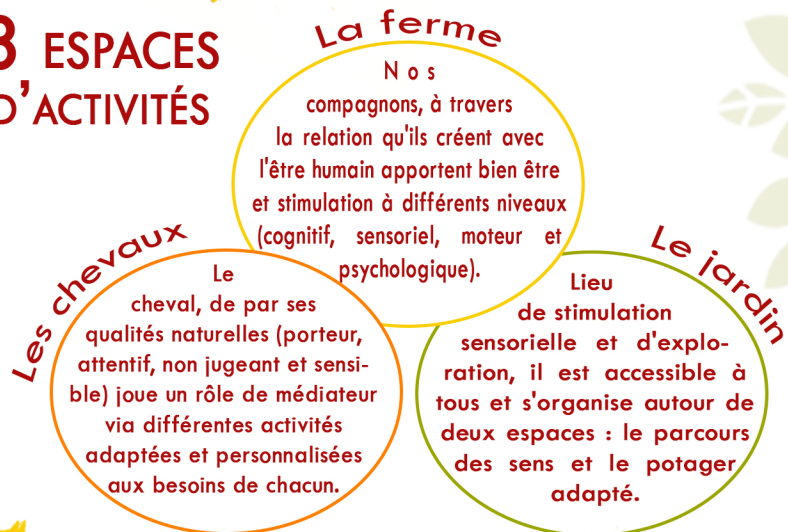 3 ESPACES
D'ACTIVITÉS
La ferme
Nos
compagnons, à travers
la relation qu'ils créent avec
l'être humain apportent bien être
et stimulation à différents niveaux
(cognitif, sensoriel, moteur et
psychologique).
Les chevaux
Le
cheval, de par ses
qualités naturelles (porteur,
attentif, non jugeant et sensi-
ble) joue un rôle de médiateur
via différentes activités
adaptées et personnalisées
aux besoins de chacun.
Le jardin
Lieu
de stimulation
sensorielle et d'explo-
ration, il est accessible à
tous et s'organise autour de
deux espaces : le parcours
des sens et le potager
adapté.